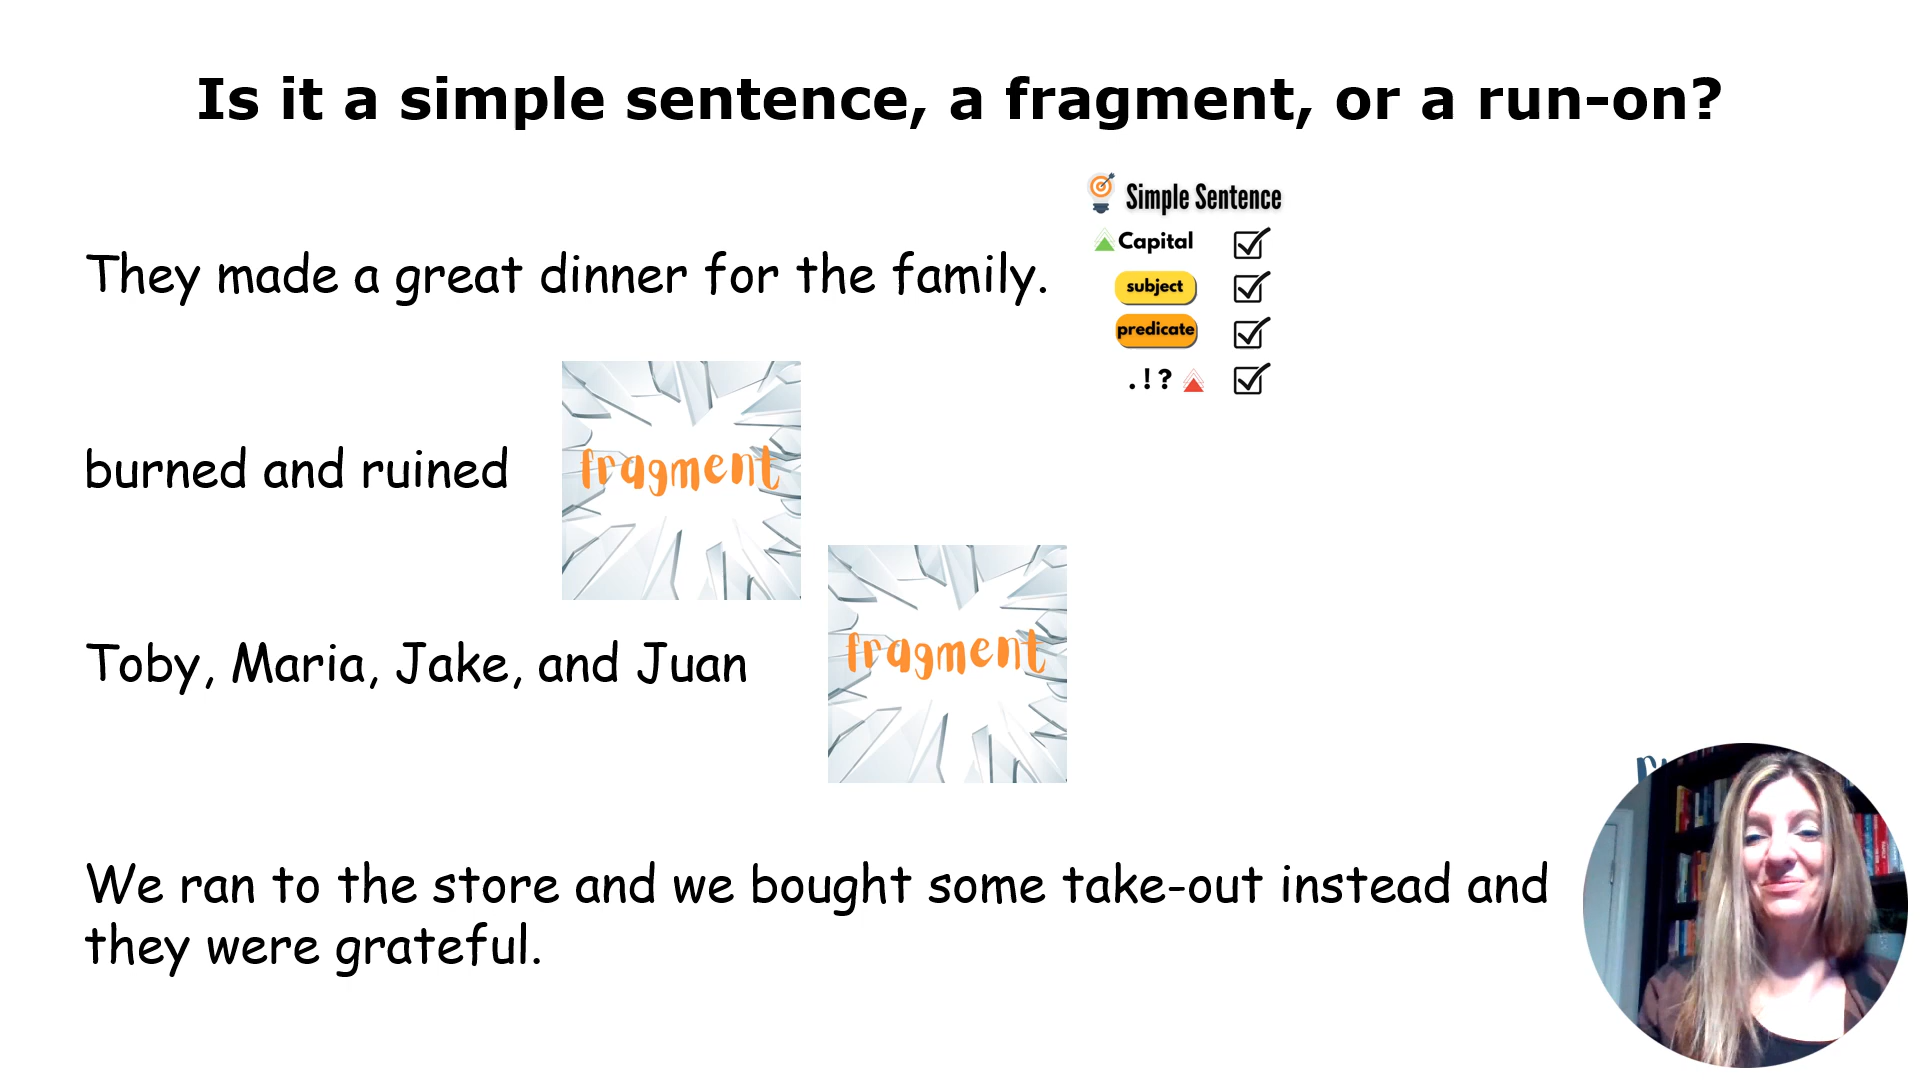 Is it a simple sentence, a fragment, or a run-on?
Simple Sentence
Capital
They made a great dinner for the family.
subject
predicate
.!?
burned and ruined
fragment
Toby, Maria, Jake, and Juan
fragment
We ran to the store and we bought some take-out instead and
they were grateful.